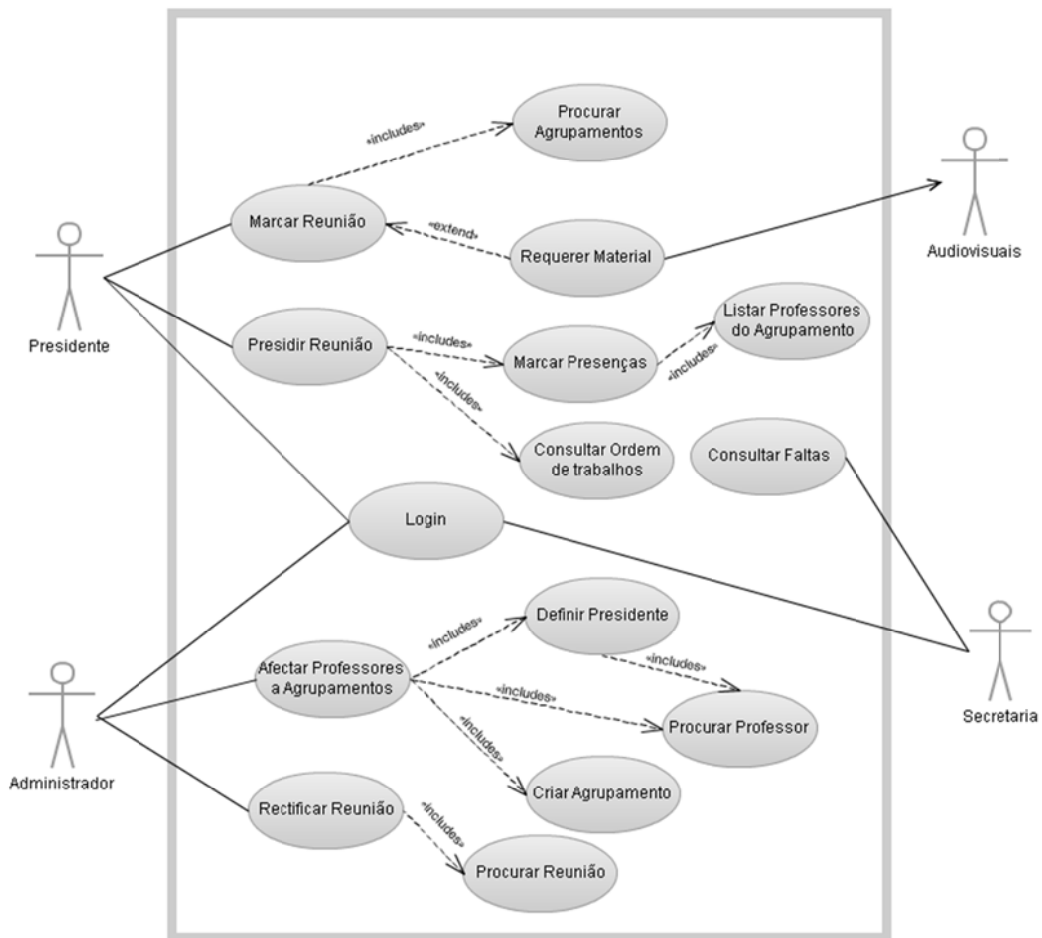 Procurar
Agrupamentos
«includes»
Marcar Reunião
«extend»
Requerer Material
Audiovisuais
Presidente
Listar Professores
do Agrupamento
Presidir Reunião
«includes»
Marcar Presenças
«includes»
«includes»
Consultar Ordem
de trabalhos
Consultar Faltas
Login
Definir Presidente
«includes»
«includes»
Afectar Professores
a Agrupamentos
«includes»
Procurar Professor
Secretaria
«includes»
Administrador
Criar Agrupamento
Rectificar Reunião
«includes»
Procurar Reunião